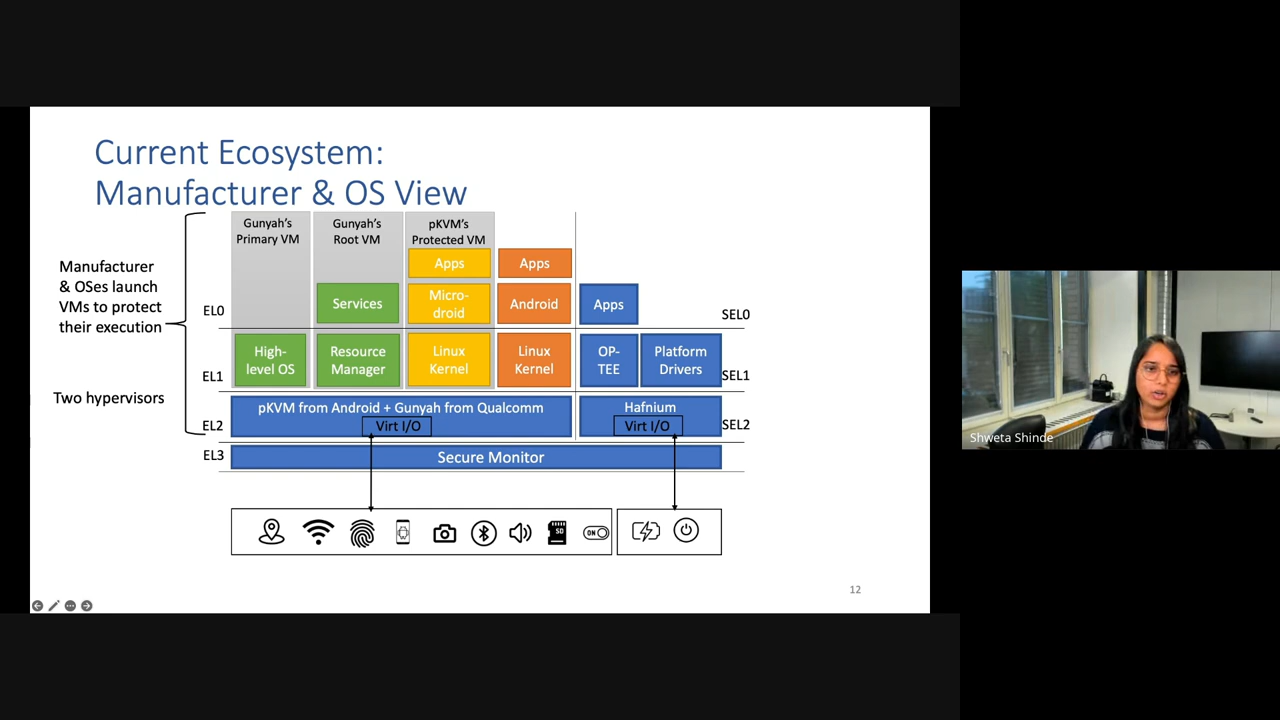 Current Ecosystem:
Manufacturer & OS View
Gunyah's
Primary VM
Gunyah's
Root VM
pKVM's
Protected VM
Apps
Apps
Manufacturer
& OSes launch
VMs to protect
their execution
EL0
Services
Micro-
droid
Android
Apps
SEL0
EL1
High-
level OS
Resource
Manager
Linux
Kernel
Linux
Kernel
OP-
TEE
Platform
Drivers
SEL1
Two hypervisors
EL2
pKVM from Android + Gunyah from Qualcomm
Virt I/O
Hafnium
Virt I/O
SEL2
EL3
Secure Monitor
SD
ON
12
Shweta Shinde